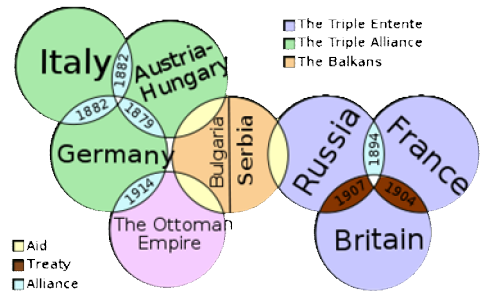 The Triple Entente
The Triple Alliance
The Balkans
Italy
1882
Austria-
Hungary
1882
1879
Germany
Bulgaria
Serbia
Russia
1894
France
1914
The Ottoman
Empire
1907
1904
Britain
Aid
Treaty
Alliance